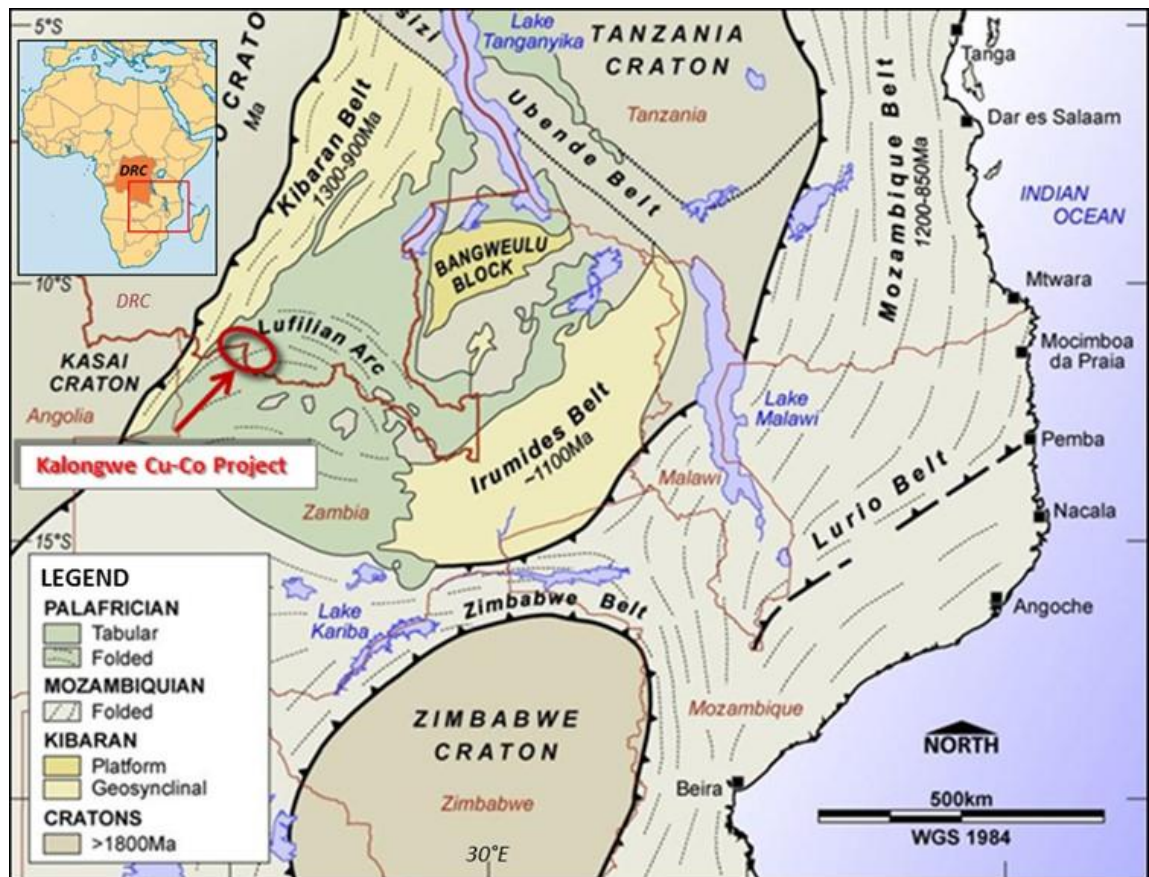 5°S
CRATO
Ma
sizi
Lake
Tanganyika
TANZANIA
CRATON
Tanzania
Tanga
Dar es Salaam
Mozambique Belt
1200-850Ma
INDIAN
OCEAN
DRC
Kibaran Belt
1300-900Ma
Ubende Belt
BANGWEULU
BLOCK
10°S
DRC
Lufilian Arc
Mtwara
Mocimboa
da Praia
KASAI
CRATON
Angolia
Lake
Malawi
Kalongwe Cu-Co Project
Irumides Belt
~1100Ma
Malawi
Pemba
Lurio Belt
Zambia
Nacala
15°S
Angoche
LEGEND
PALAFRICIAN
Tabular
Folded
MOZAMBIQUIAN
Folded
KIBARAN
Platform
Geosynclinal
CRATONS
>1800Ma
Lake
Kariba
Zimbabwe Belt
ZIMBABWE
CRATON
Zimbabwe
30°E
Mozambique
Beira
NORTH
500km
WGS 1984